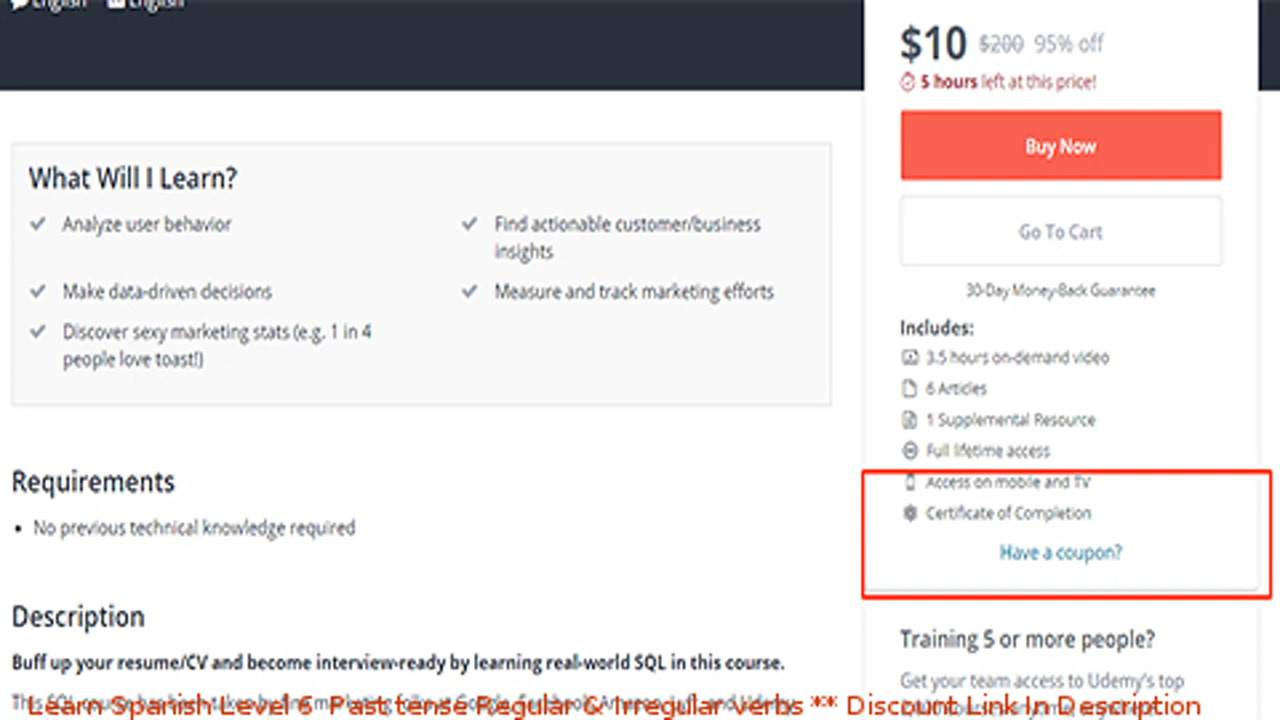 English English
$10 $200 95% off
5 hours left at this price!
Buy Now
Go To Cart
30-Day Money-Back Guarantee
Includes:
3.5 hours on-demand video
6 Articles
1 Supplemental Resource
Full lifetime access
Access on mobile and TV
Certificate of Completion
Have a coupon?
Training 5 or more people?
Get your team access to Udemy's top
What Will I Learn?
Analyze user behavior
Find actionable customer/business
insights
Make data-driven decisions
Measure and track marketing efforts
Discover sexy marketing stats (e.g. 1 in 4
people love toast!)
Requirements
• No previous technical knowledge required
Description
Buff up your resume/CV and become interview-ready by learning real-world SQL in this course.
Learn Spanish Level 6 Past tense Regular & Irregular verbs ** Discount Link In Description